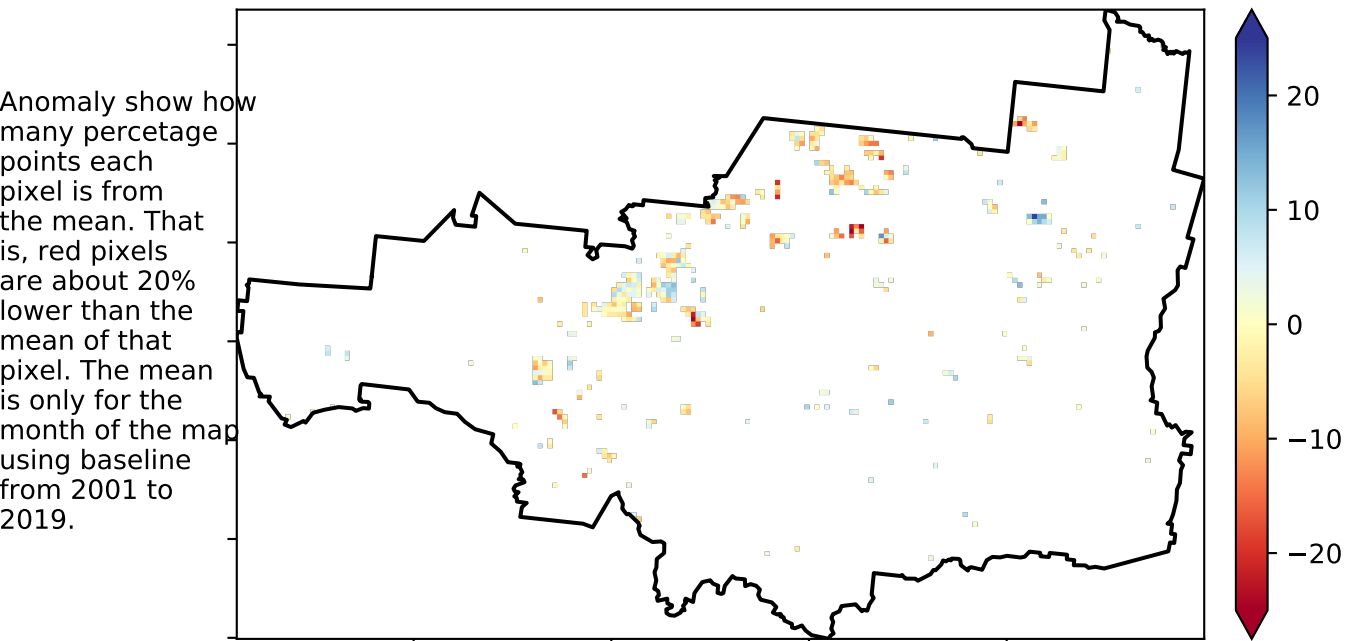 Anomaly show how
many percetage
points each
pixel is from
the mean. That
is, red pixels
are about 20%
lower than the
mean of that
pixel. The mean
is only for the
month of the map
using baseline
from 2001 to
2019.
20
10
0
−10
−20